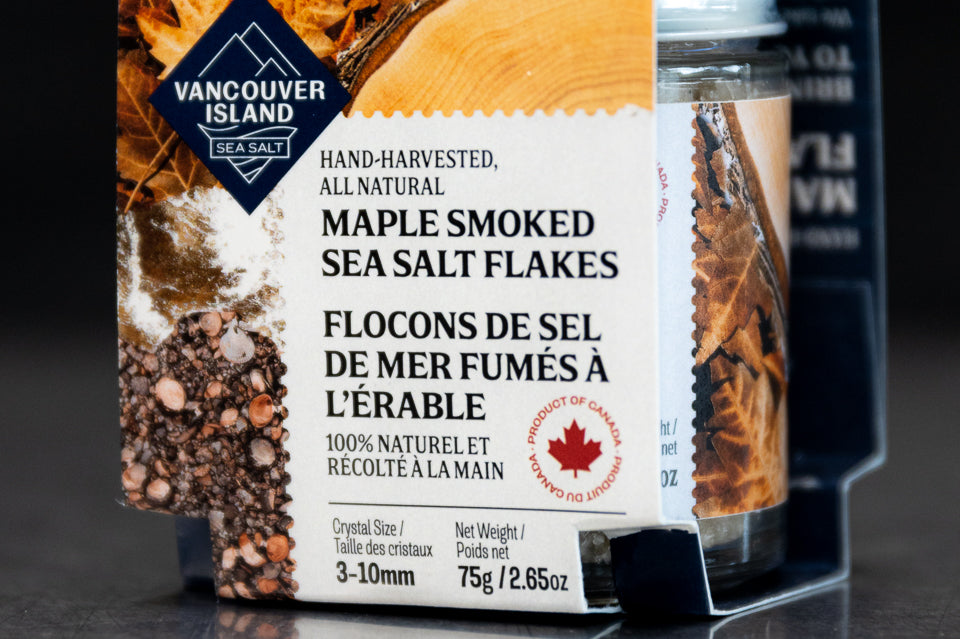 VANCOUVER
ISLAND
SEA SALT
HAND-HARVESTED,
ALL NATURAL
MAPLE SMOKED
SEA SALT FLAKES
FLOCONS DE SEL
DE MER FUMÉS À
L'ÉRABLE
100% NATUREL ET
RÉCOLTÉ À LA MAIN
PRODUCT OF CANADA · PRODUIT DU CANADA ·
Crystal Size /
Taille des cristaux
3-10mm
Net Weight /
Poids net
75g / 2.65oz
net
oz